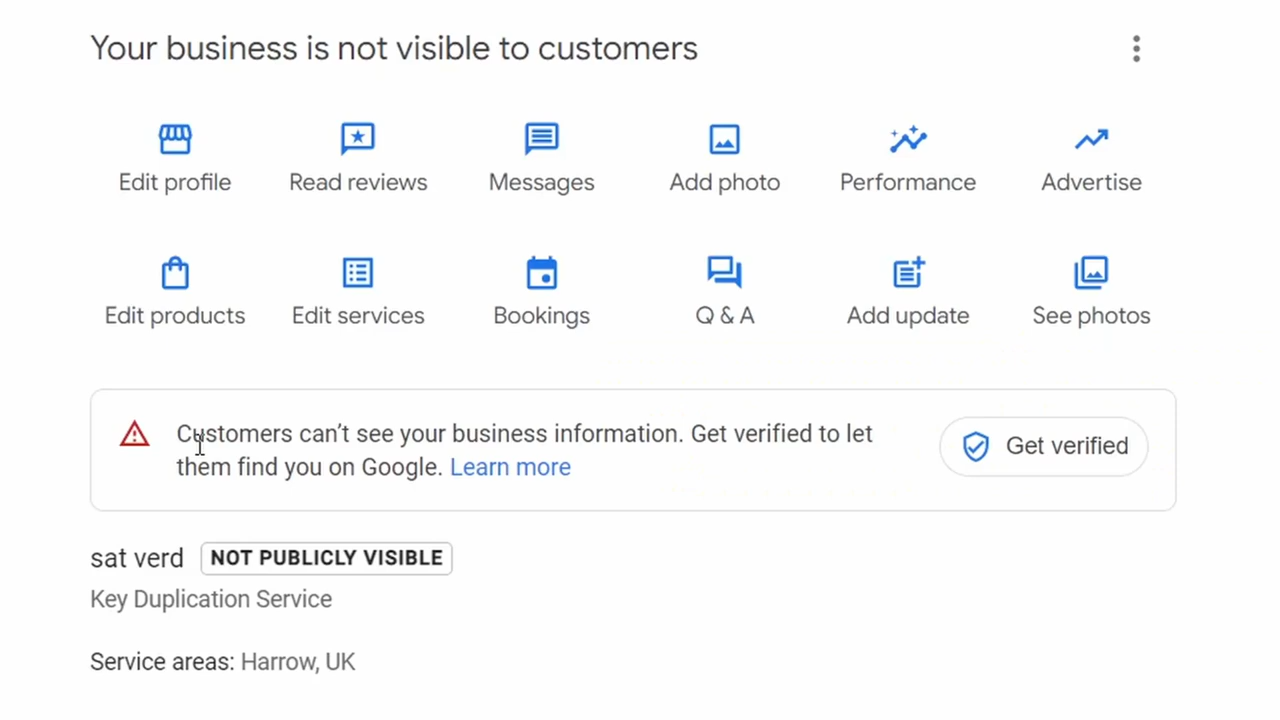 Your business is not visible to customers
Edit profile Read reviews Messages Add photo Performance Advertise
Edit products Edit services Bookings Q & A Add update See photos
Customers can’t see your business information. Get verified to let
them find you on Google. Learn more
Get verified
sat verd NOT PUBLICLY VISIBLE
Key Duplication Service
Service areas: Harrow, UK